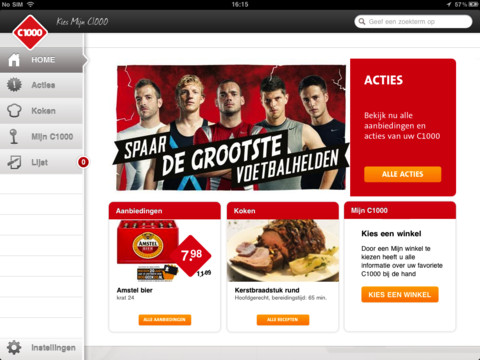 No SIM
16:15
C1000
Kies Mijn C1000
Geef een zoekterm op
HOME
Acties
Koken
Mijn C1000
Lijst
0
Instellingen
SPAAR
DE GROOTSTE
VOETBALHELDEN
ACTIES
Bekijk nu alle
aanbiedingen en
acties van uw C1000
ALLE ACTIES
Aanbiedingen
AMSTEL
BIER
7.98
13.09
Amstel bier
krat 24
ALLE AANBIEDINGEN
Koken
Kerstbraadstuk rund
Hoofdgerecht, bereidingstijd: 65 min.
ALLE RECEPTEN
Mijn C1000
Kies een winkel
Door een Mijn winkel te
kiezen heeft u alle
informatie over uw favoriete
C1000 bij de hand
KIES EEN WINKEL